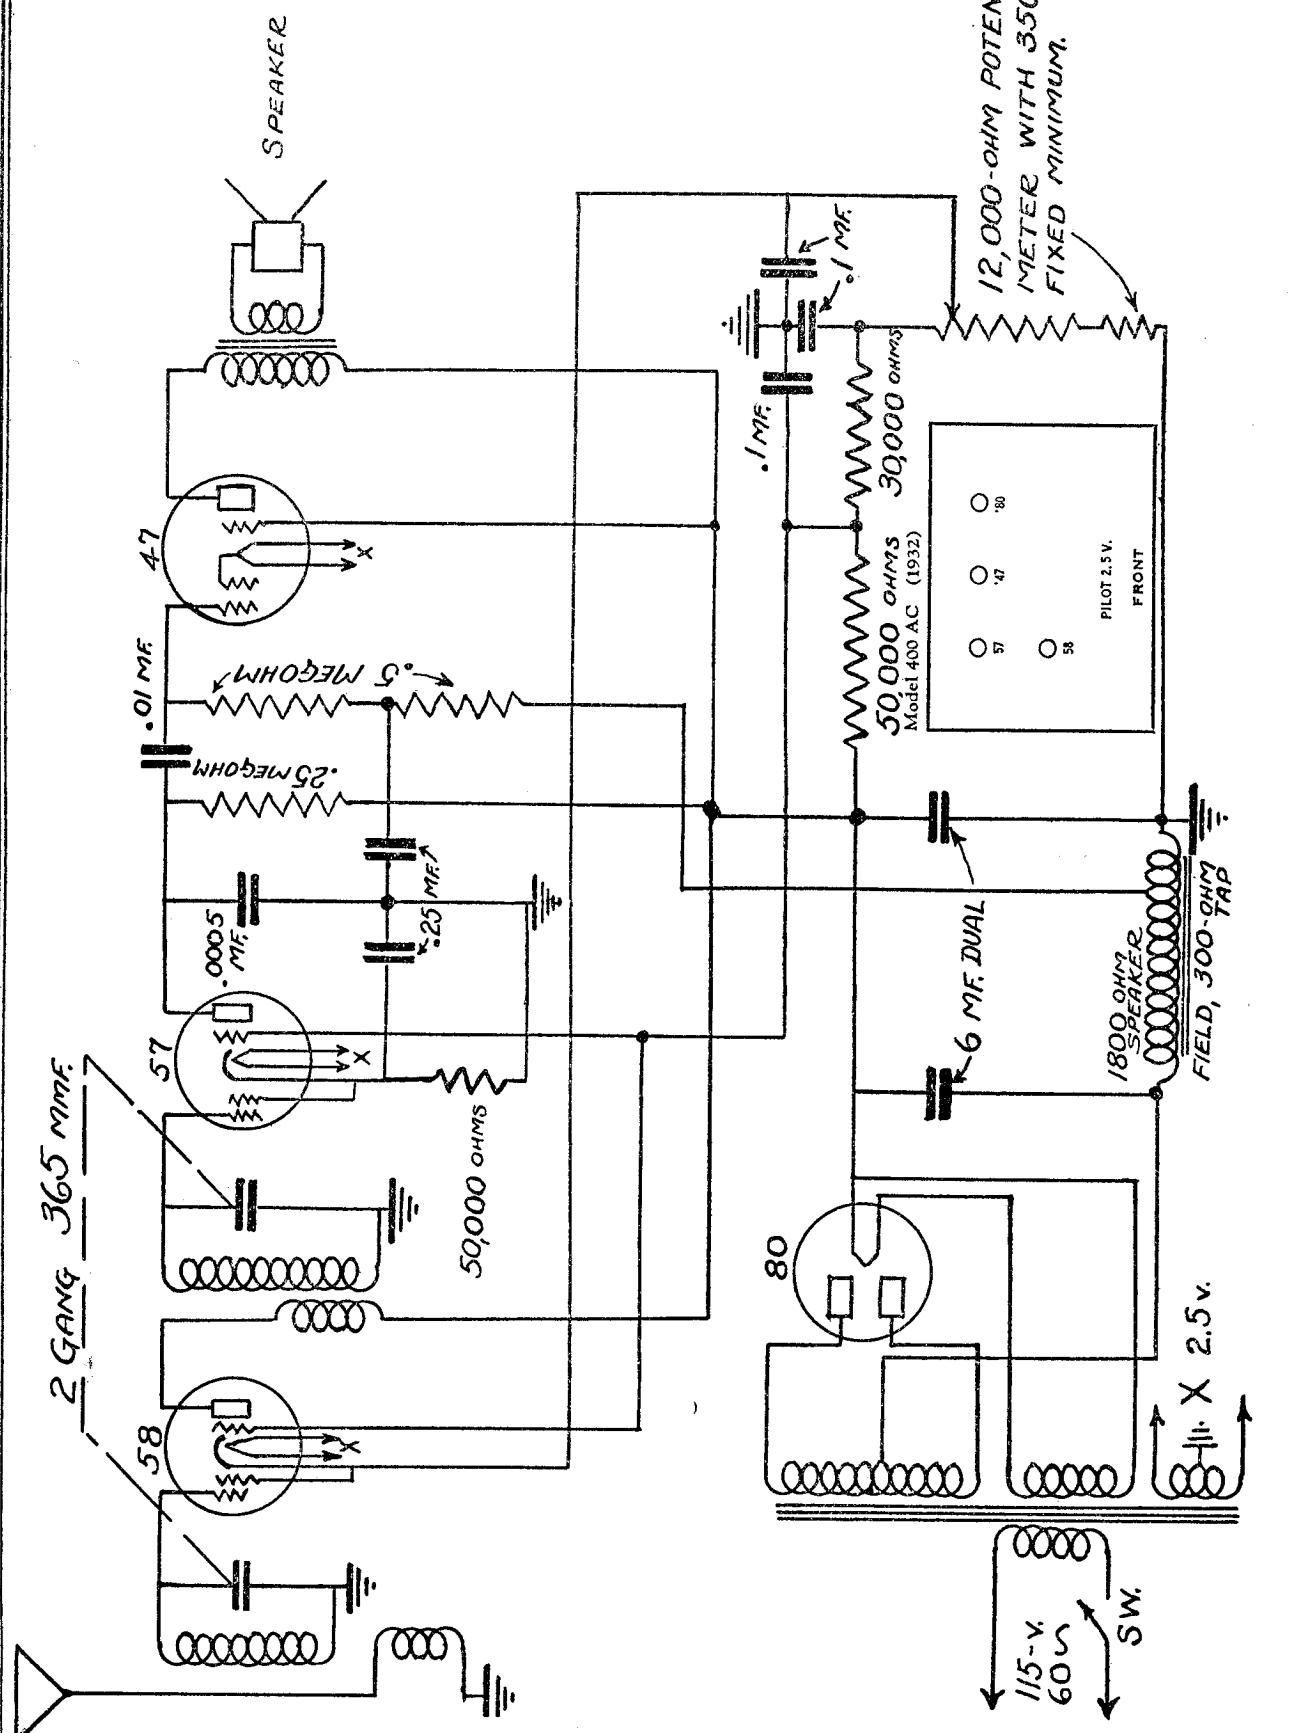 2 GANG 365 MMF.
58
57
47
SPEAKER
.01 MF.
.0005
MF.
.25 MEGOHM
.5 MEGOHM
.25 MF.
50,000 OHMS
X
X
X
.1 MF.
.1 MF.
30,000 OHMS
50,000 OHMS
Model 400 AC (1932)
57
58
'47
'80
PILOT 2.5 V.
FRONT
12,000-OHM
METER WITH
FIXED MINIMUM.
80
6 MF. DUAL
1800 OHM
SPEAKER
FIELD, 300-OHM
TAP
X 2.5 V.
115-V.
60~
SW.